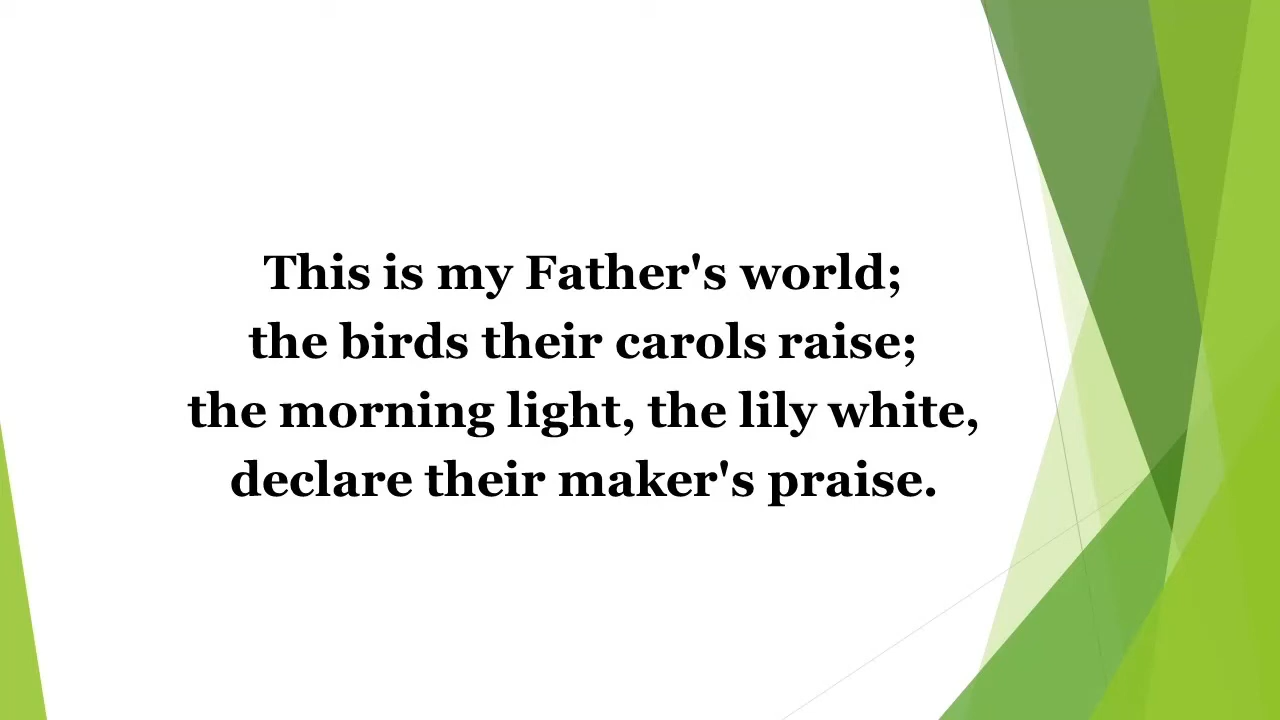 This is my Father's world;
the birds their carols raise;
the morning light, the lily white,
declare their maker's praise.